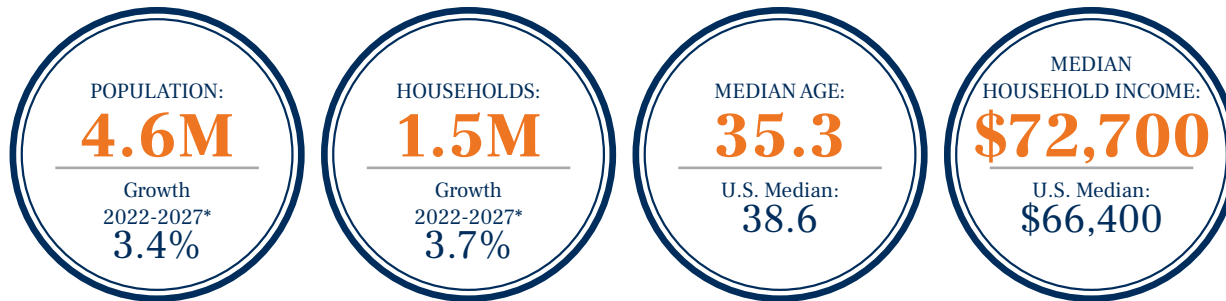 POPULATION:
4.6M
Growth
2022-2027*
3.4%
HOUSEHOLDS:
1.5M
Growth
2022-2027*
3.7%
MEDIAN AGE:
35.3
U.S. Median:
38.6
MEDIAN
HOUSEHOLD INCOME:
$72,700
U.S. Median:
$66,400